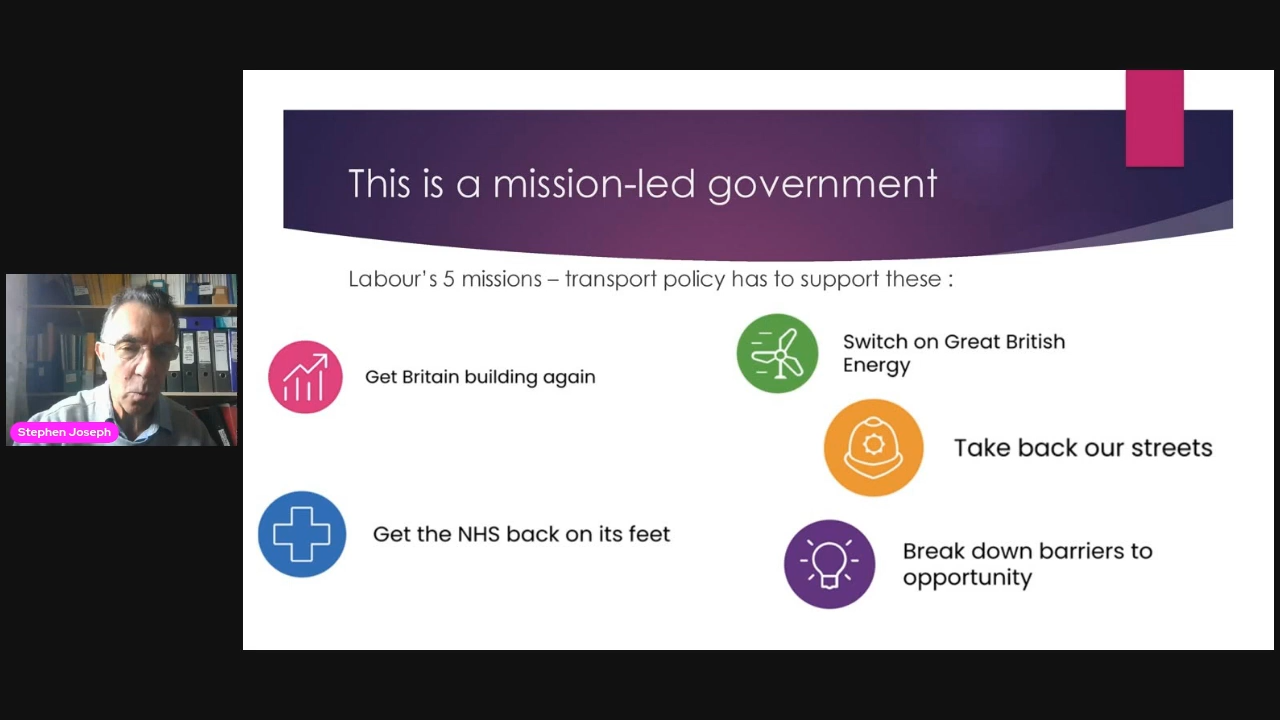 This is a mission-led government
Labour's 5 missions – transport policy has to support these :
Get Britain building again
Switch on Great British
Energy
Take back our streets
Get the NHS back on its feet
Break down barriers to
opportunity
Stephen Joseph